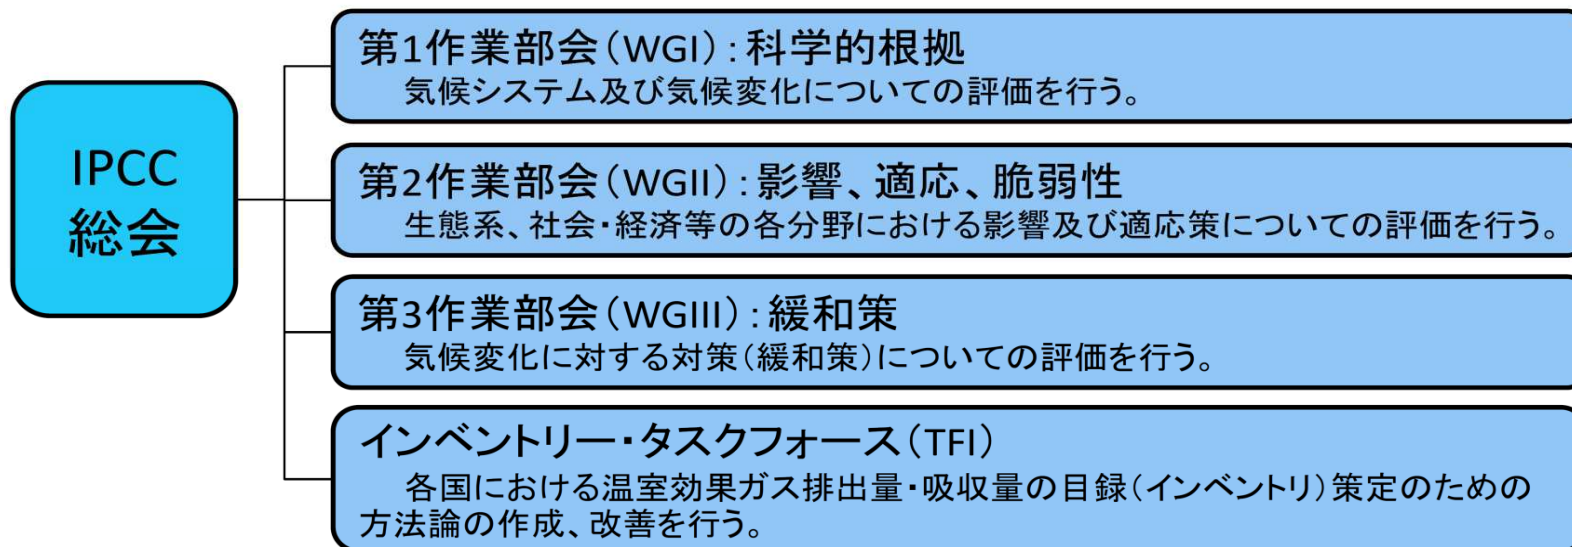 IPCC
総会
第1作業部会(WGI):科学的根拠
気候システム及び気候変化についての評価を行う。
第2作業部会(WGII):影響、適応、脆弱性
生態系、社会・経済等の各分野における影響及び適応策についての評価を行う。
第3作業部会(WGIII):緩和策
気候変化に対する対策(緩和策)についての評価を行う。
インベントリー・タスクフォース(TFI)
各国における温室効果ガス排出量・吸収量の目録(インベントリ)策定のための
方法論の作成、改善を行う。